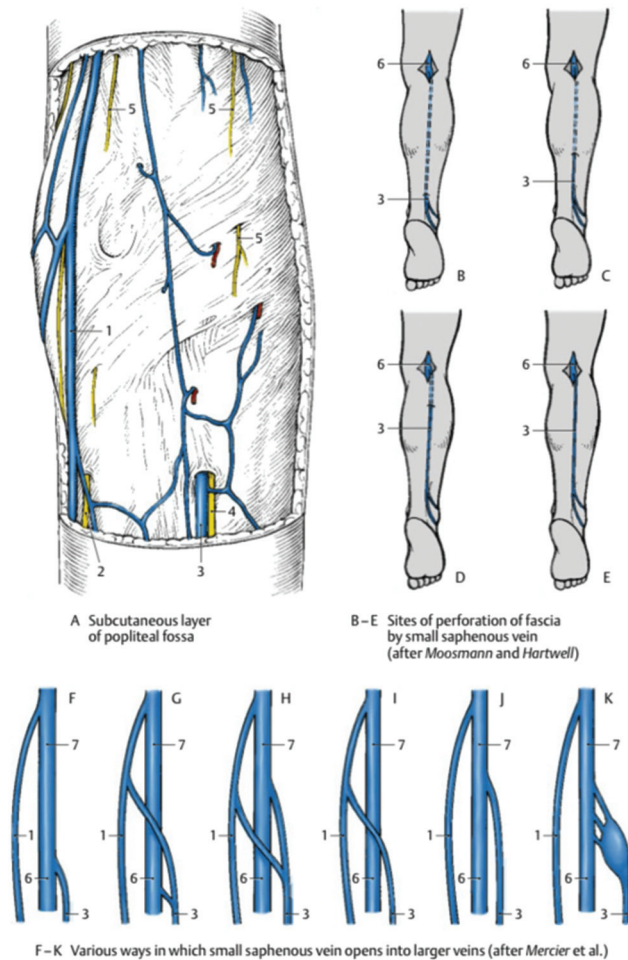 5
5
5
1
4
2
3
6
3
B
6
3
C
6
3
D
6
3
E
A Subcutaneous layer
of popliteal fossa
B – E Sites of perforation of fascia
by small saphenous vein
(after Moosmann and Hartwell)
F
7
1
6
3
G
7
1
6
3
H
7
1
6
3
I
7
1
6
3
J
7
1
6
3
K
7
1
6
3
F – K Various ways in which small saphenous vein opens into larger veins (after Mercier et al.)